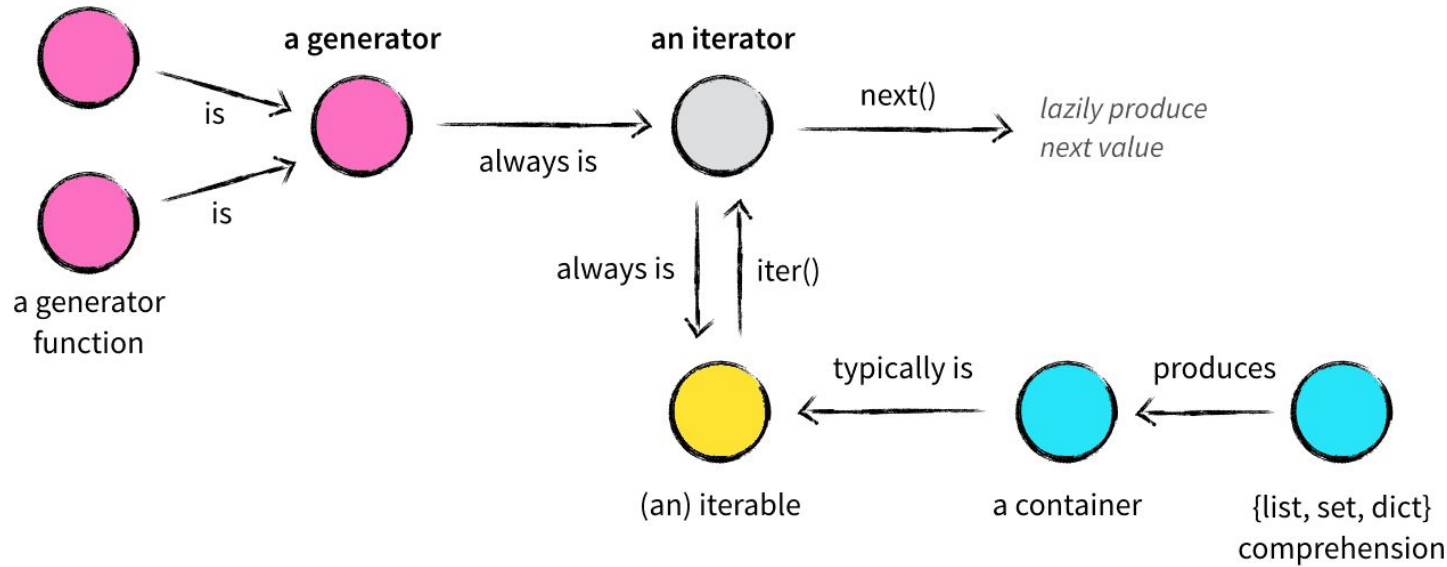 a generator
an iterator
is
next()
lazily produce
next value
always is
is
always is
iter()
a generator
function
typically is
produces
(an) iterable
a container
{list, set, dict}
comprehension